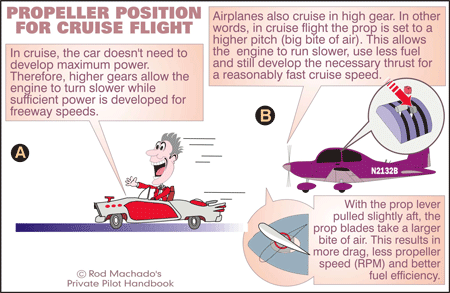 PROPELLER POSITION
FOR CRUISE FLIGHT
In cruise, the car doesn't need to
develop maximum power.
Therefore, higher gears allow the
engine to turn slower while
sufficient power is developed for
freeway speeds.
A
Airplanes also cruise in high gear. In other
words, in cruise flight the prop is set to a
higher pitch (big bite of air). This allows
the engine to run slower, use less fuel
and still develop the necessary thrust for
a reasonably fast cruise speed.
B
N2132B
With the prop lever
pulled slightly aft, the
prop blades take a larger
bite of air. This results in
more drag, less propeller
speed (RPM) and better
fuel efficiency.
© Rod Machado's
Private Pilot Handbook